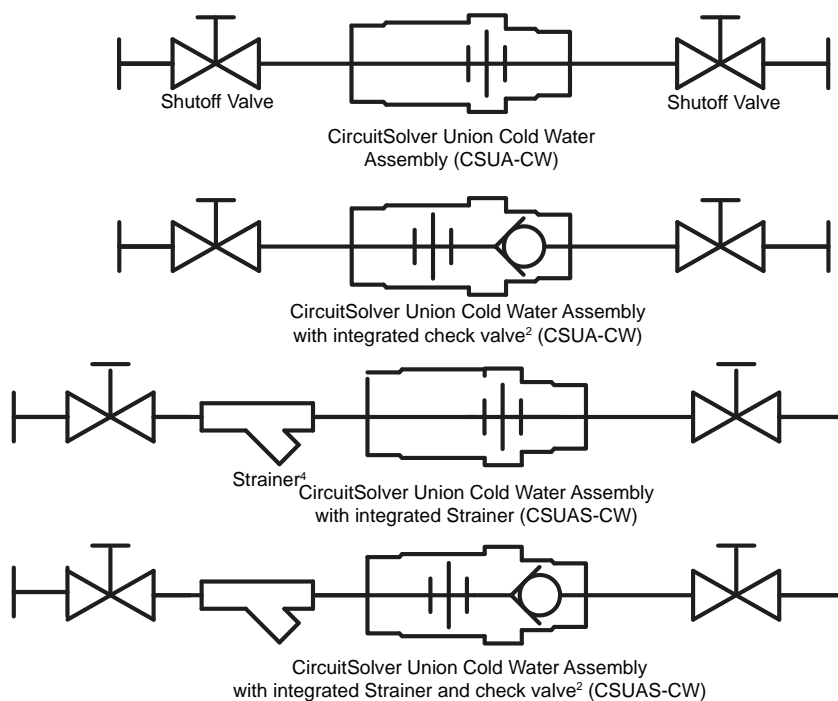 Shutoff Valve
Shutoff Valve
CircuitSolver Union Cold Water
Assembly (CSUA-CW)
CircuitSolver Union Cold Water Assembly
with integrated check valve² (CSUA-CW)
Strainer⁴
CircuitSolver Union Cold Water Assembly
with integrated Strainer (CSUAS-CW)
CircuitSolver Union Cold Water Assembly
with integrated Strainer and check valve² (CSUAS-CW)